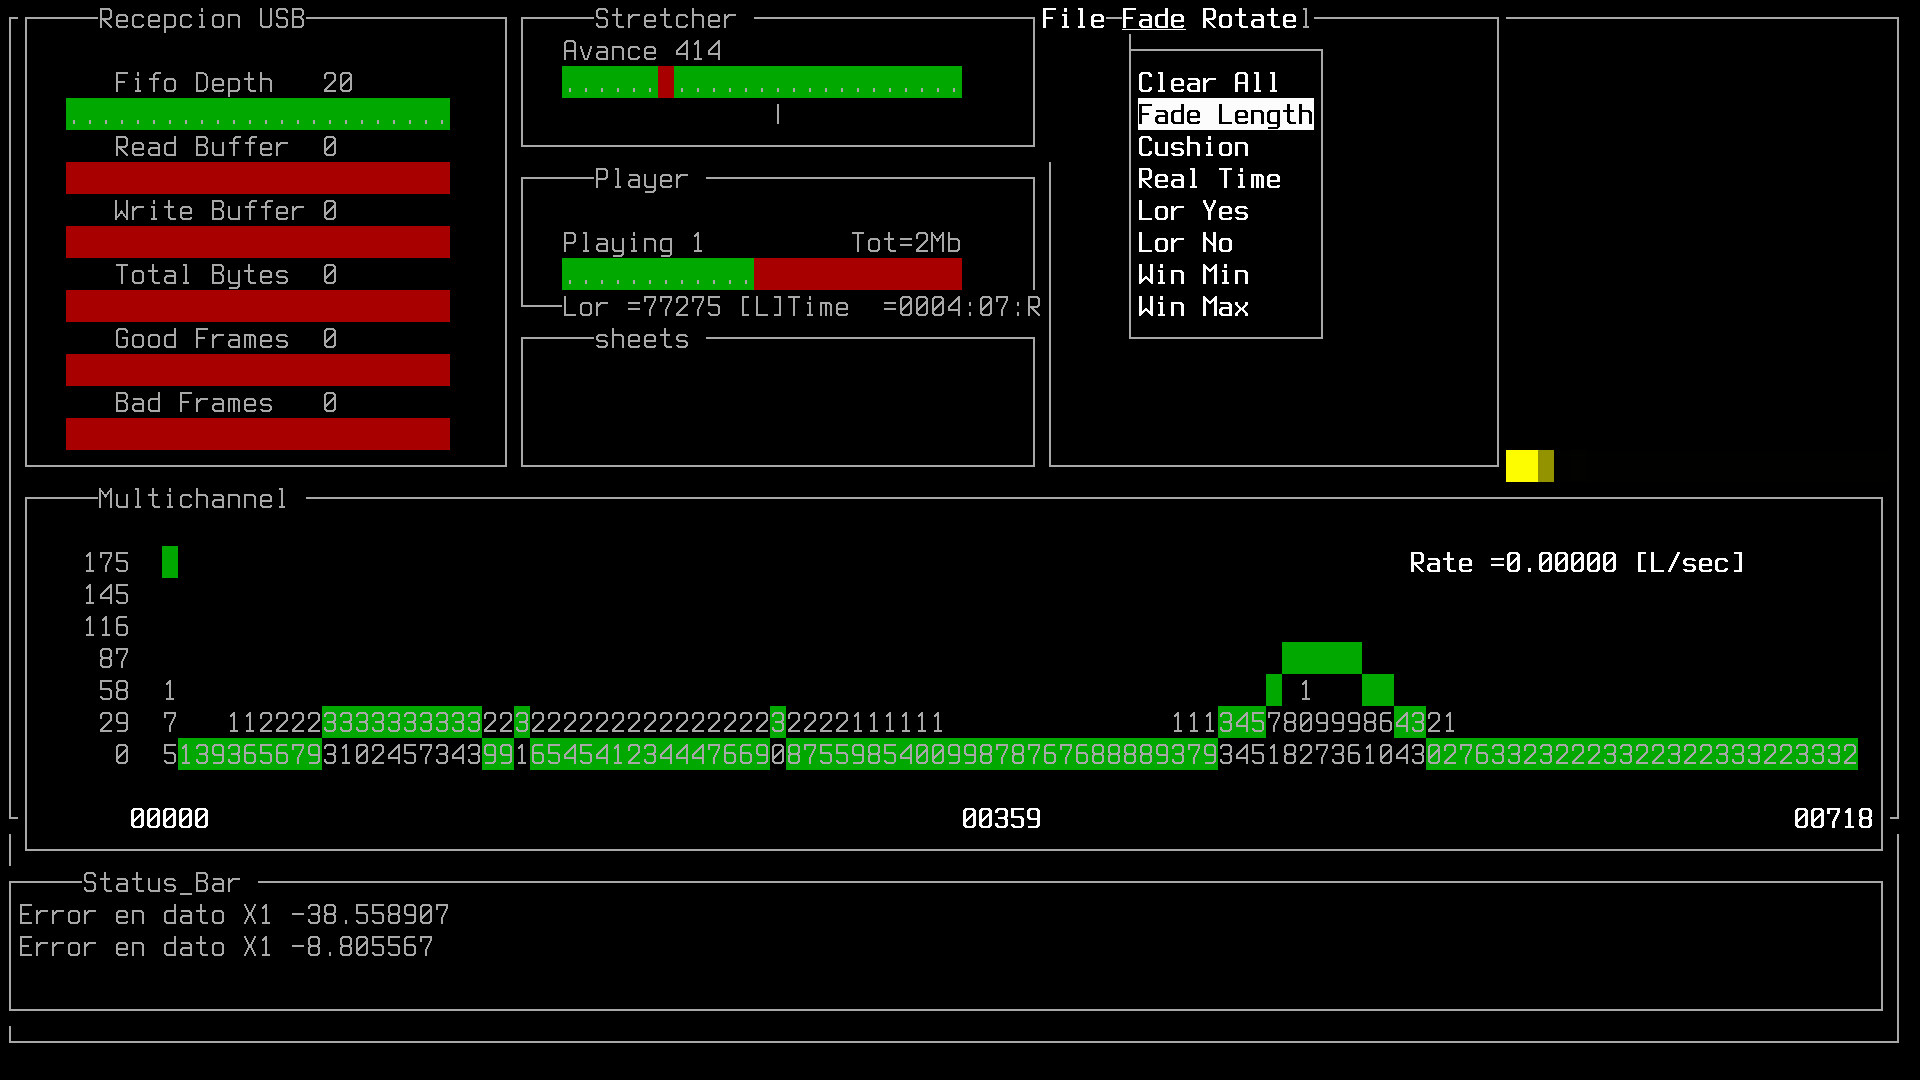 Recepcion USB
Fifo Depth 20
Read Buffer 0
Write Buffer 0
Total Bytes 0
Good Frames 0
Bad Frames 0
Stretcher
Avance 414
Player
Playing 1 Tot=2Mb
Lor =77275 [L]Time =0004:07:R
sheets
File Fade Rotatel
Clear All
Fade Length
Cushion
Real Time
Lor Yes
Lor No
Win Min
Win Max
Multichannel
175 Rate =0.00000 [L/sec]
145
116
87
58 1 1
29 7 112222333333333322322222222222222232222111111 111345780999864321
0 5139365679310245734399165454123444766908755985400998787676888893793451827361043027633232223322322333223332
00000 00359 00718
Status_Bar
Error en dato X1 -38.558907
Error en dato X1 -8.805567